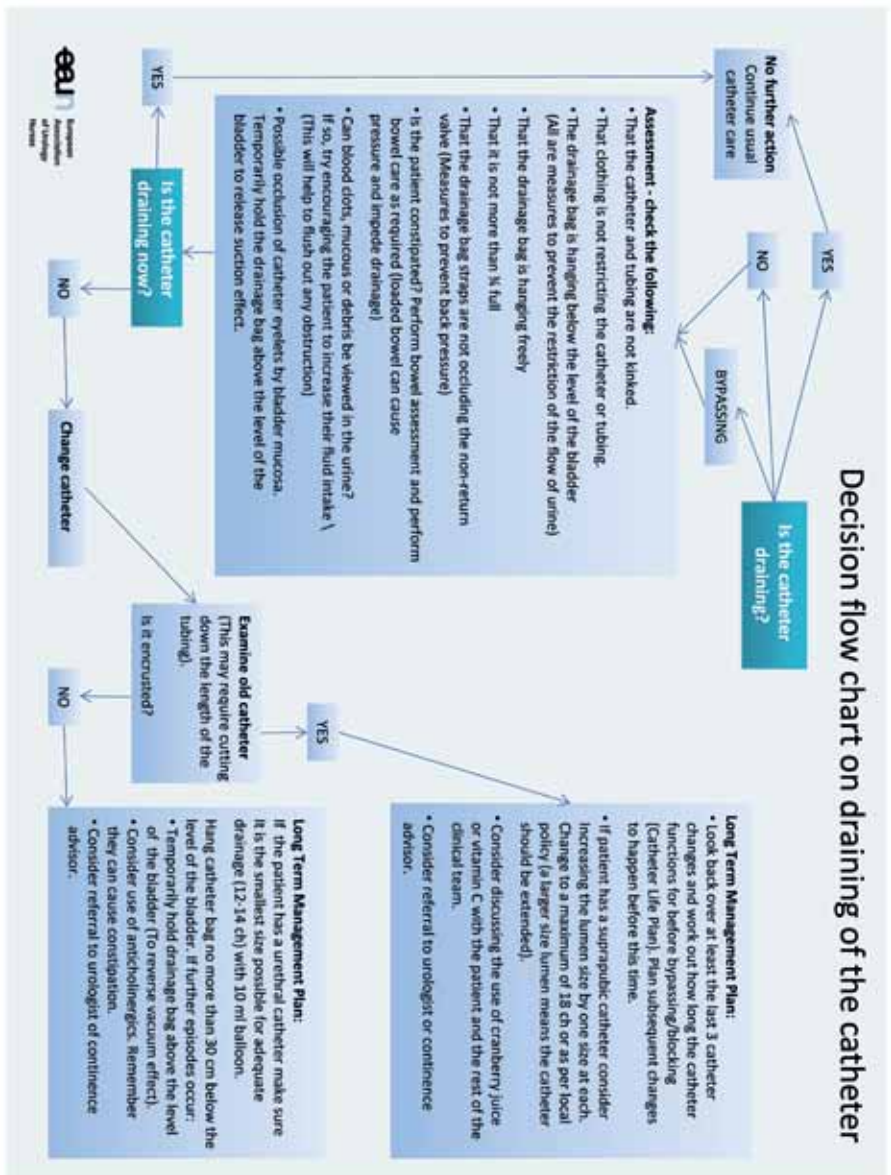 Decision flow chart on draining of the catheter
Is the catheter
draining?
YES
NO
BYPASSING
No further action
Continue usual
catheter care
Assessment - check the following:
• That the catheter and tubing are not kinked.
• That clothing is not restricting the catheter or tubing.
• The drainage bag is hanging below the level of the bladder
(All are measures to prevent the restriction of the flow of urine)
• That the drainage bag is hanging freely
• That it is not more than ¾ full
• That the drainage bag straps are not occluding the non-return
valve (Measures to prevent back pressure)
• Is the patient constipated? Perform bowel assessment and perform
bowel care as required (loaded bowel can cause
pressure and impede drainage)
• Can blood clots, mucous or debris be viewed in the urine?
If so, try encouraging the patient to increase their fluid intake \
(This will help to flush out any obstruction)
• Possible occlusion of catheter eyelets by bladder mucosa.
Temporarily hold the drainage bag above the level of the
bladder to release suction effect.
Is the catheter
draining now?
YES
NO
Change catheter
Examine old catheter
(This may require cutting
down the length of the
tubing).
Is it encrusted?
YES
NO
Long Term Management Plan:
• Look back over at least the last 3 catheter
changes and work out how long the catheter
functions for before bypassing/blocking
(Catheter Life Plan). Plan subsequent changes
to happen before this time.
• If patient has a suprapubic catheter consider
Increasing the lumen size by one size at each.
Change to a maximum of 18 ch or as per local
policy (a larger size lumen means the catheter
should be extended).
• Consider discussing the use of cranberry juice
or vitamin C with the patient and the rest of the
clinical team.
• Consider referral to urologist or continence
advisor.
Long Term Management Plan:
If the patient has a urethral catheter make sure
it is the smallest size possible for adequate
drainage (12-14 ch) with 10 ml balloon.
Hang catheter bag no more than 30 cm below the
level of the bladder. If further episodes occur:
• Temporarily hold drainage bag above the level
of the bladder (To reverse vacuum effect).
• Consider use of anticholinergics. Remember
they can cause constipation.
• Consider referral to urologist of continence
advisor.
eaun
European
Association
of Urology
Nurses